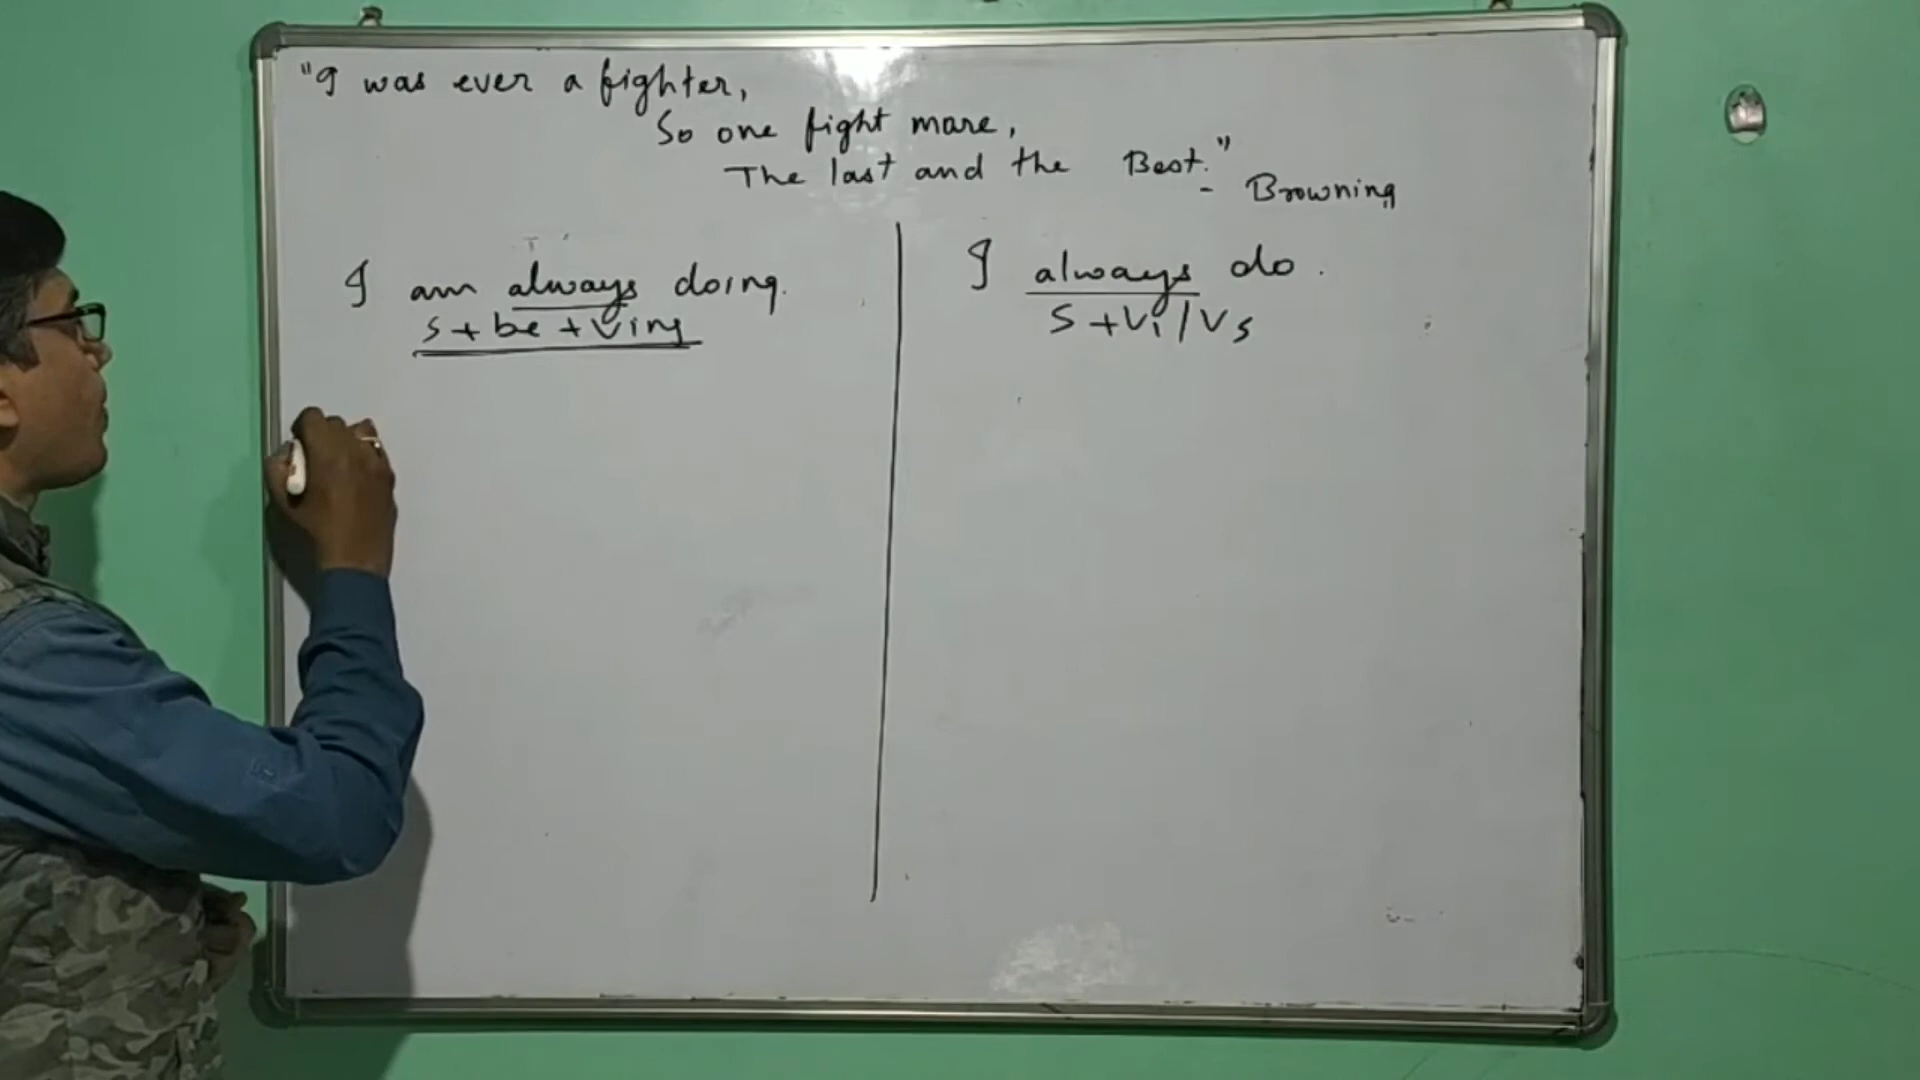 "I was ever a fighter,
So one fight more,
The last and the Best."
- Browning
I am always doing.
S + be + Ving
I always do.
S + V1 / Vs